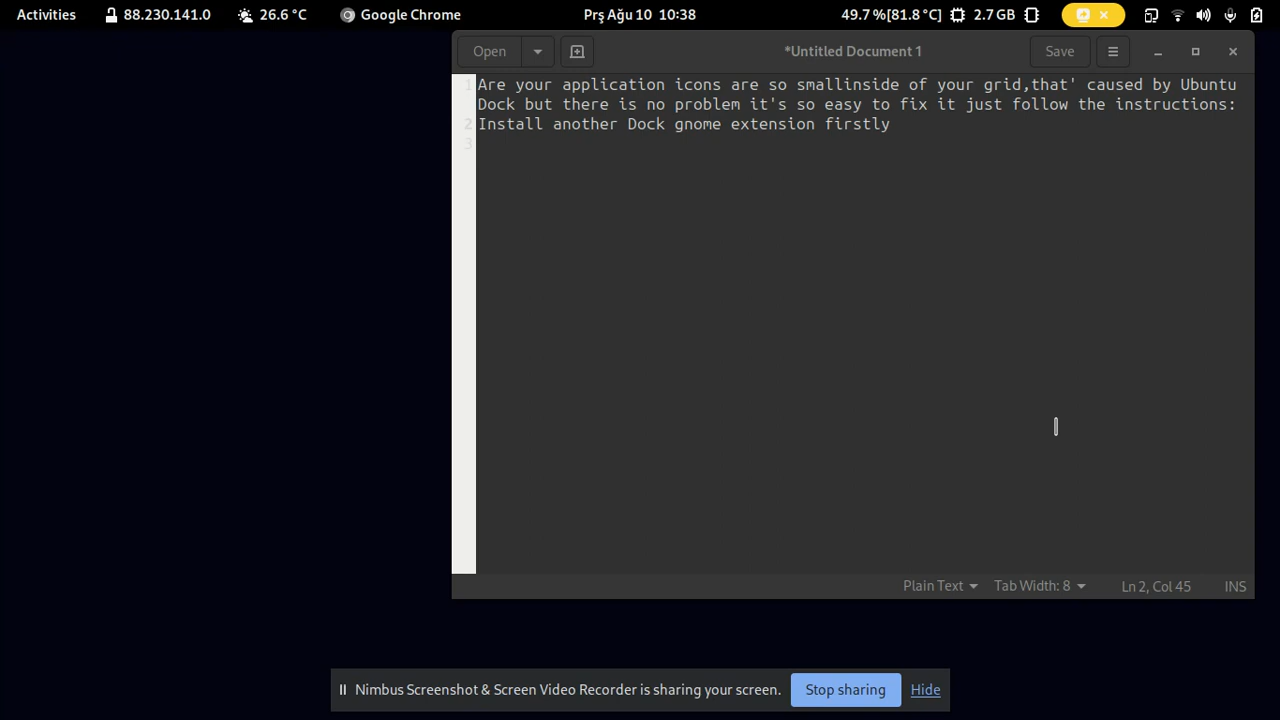 Activities 88.230.141.0 26.6 °C Google Chrome Prş Ağu 10 10:38 49.7 %[81.8 °C] 2.7 GB
Open *Untitled Document 1 Save
1 Are your application icons are so smallinside of your grid,that' caused by Ubuntu
Dock but there is no problem it's so easy to fix it just follow the instructions:
2 Install another Dock gnome extension firstly
3
Plain Text Tab Width: 8 Ln 2, Col 45 INS
Nimbus Screenshot & Screen Video Recorder is sharing your screen. Stop sharing Hide